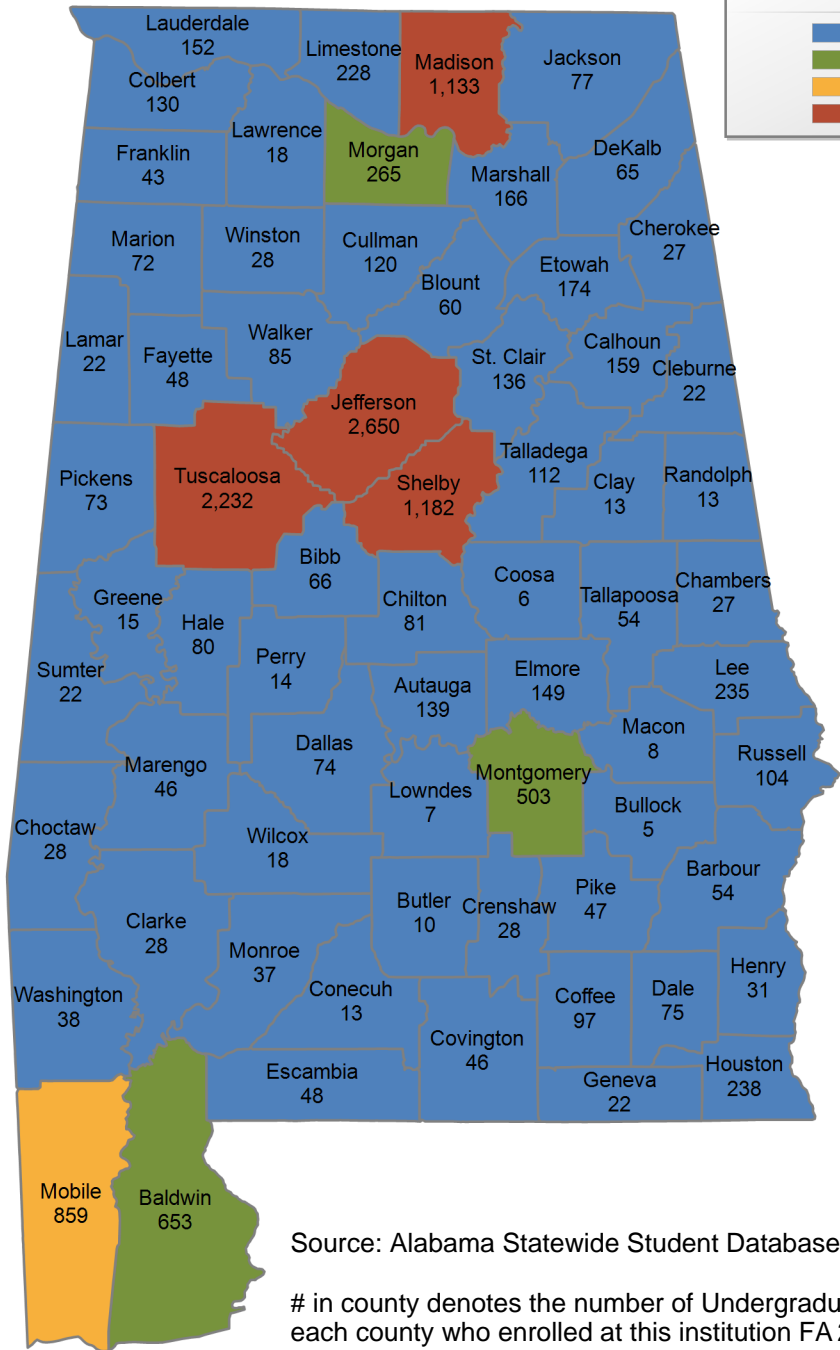 Lauderdale
152
Limestone
228
Madison
1,133
Jackson
77
Colbert
130
Lawrence
18
Franklin
43
Morgan
265
Marshall
166
DeKalb
65
Marion
72
Winston
28
Cullman
120
Blount
60
Etowah
174
Cherokee
27
Lamar
22
Fayette
48
Walker
85
St. Clair
136
Calhoun
159
Cleburne
22
Jefferson
2,650
Pickens
73
Tuscaloosa
2,232
Shelby
1,182
Talladega
112
Clay
13
Randolph
13
Bibb
66
Greene
15
Hale
80
Chilton
81
Coosa
6
Tallapoosa
54
Chambers
27
Sumter
22
Perry
14
Autauga
139
Elmore
149
Lee
235
Marengo
46
Dallas
74
Lowndes
7
Montgomery
503
Macon
8
Russell
104
Bullock
5
Choctaw
28
Wilcox
18
Barbour
54
Clarke
28
Butler
10
Crenshaw
28
Pike
47
Monroe
37
Washington
38
Conecuh
13
Covington
46
Coffee
97
Dale
75
Henry
31
Escambia
48
Geneva
22
Houston
238
Mobile
859
Baldwin
653
Source: Alabama Statewide Student Database
# in county denotes the number of Undergradu
each county who enrolled at this institution FA